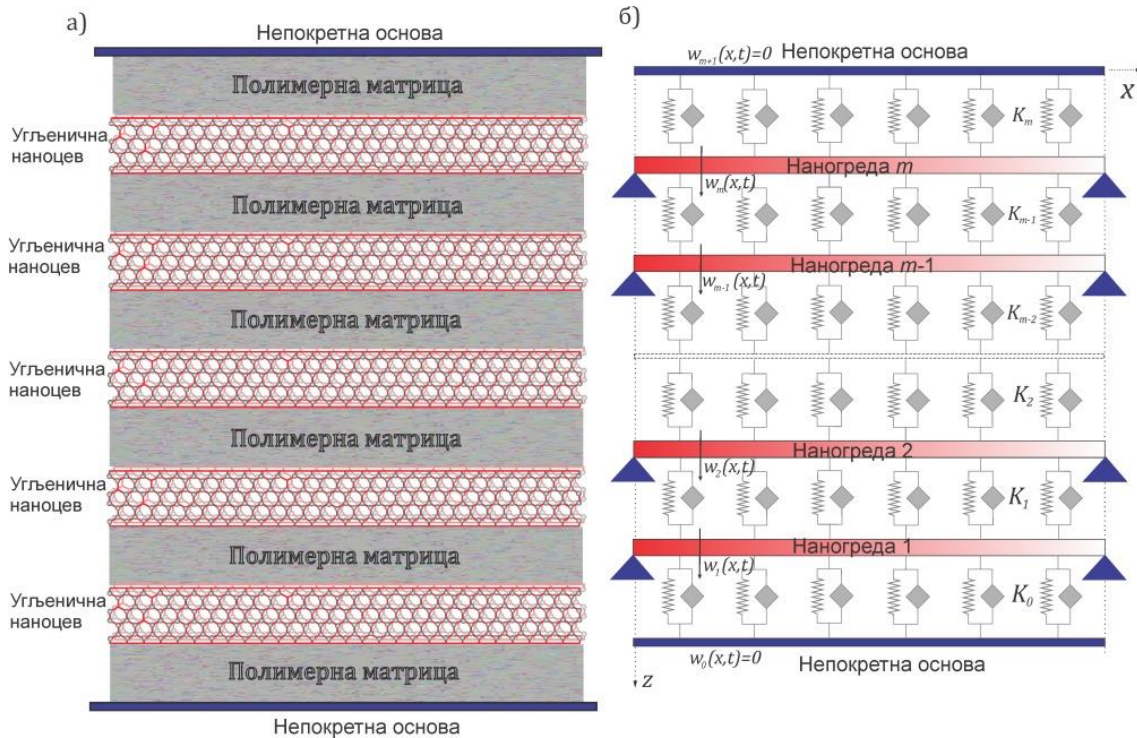 а)
Непокретна основа
Полимерна матрица
Угљенична
наноцев
Полимерна матрица
Угљенична
наноцев
Полимерна матрица
Угљенична
наноцев
Полимерна матрица
Угљенична
наноцев
Полимерна матрица
Угљенична
наноцев
Полимерна матрица
Непокретна основа
б)
w_{m+1}(x,t)=0 Непокретна основа
x
K_m
Наногреда m
w_m(x,t)
K_{m-1}
Наногреда m-1
w_{m-1}(x,t)
K_{m-2}
K_2
Наногреда 2
w_2(x,t)
K_1
Наногреда 1
w_1(x,t)
K_0
w_0(x,t)=0
Непокретна основа
z